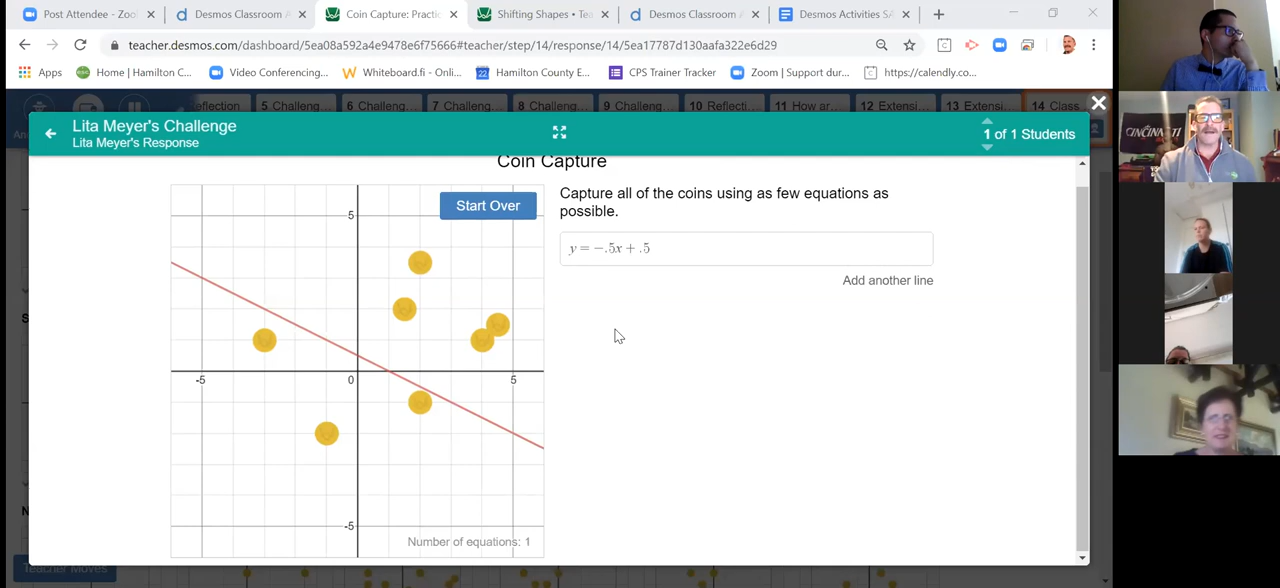 Post Attendee - Zoo
Desmos Classroom A
Coin Capture: Practic
Shifting Shapes • Tea
Desmos Classroom A
Desmos Activities SA
teacher.desmos.com/dashboard/5ea08a592a4e9478e6f75666#teacher/step/14/response/14/5ea17787d130aafa322e6d29
Apps
Home | Hamilton C...
Video Conferencing...
Whiteboard.fi - Onli...
22
Hamilton County E...
CPS Trainer Tracker
Zoom | Support dur...
https://calendly.co...
eflection
5 Challeng
6 Challeng...
7 Challeng...
8 Challeng...
9 Challeng...
10 Reflecti...
11 How ar...
12 Extensi...
13 Extensi...
14 Class
Lita Meyer's Challenge
Lita Meyer's Response
1 of 1 Students
Coin Capture
Start Over
Capture all of the coins using as few equations as
possible.
y = −.5x + .5
Add another line
5
-5
0
5
-5
Number of equations: 1
Teacher Moves
CINCINNATI